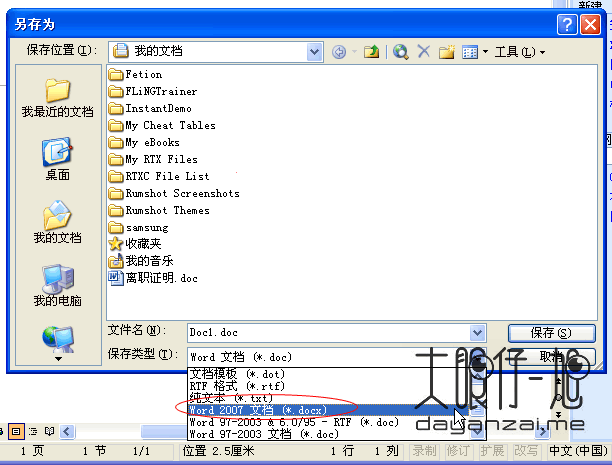 新建
另存为
保存位置(I):
我的文档
工具(L)
我最近的文档
桌面
我的文档
我的电脑
Fetion
FLiNGTrainer
InstantDemo
My Cheat Tables
My eBooks
My RTX Files
RTXC File List
Rumshot Screenshots
Rumshot Themes
samsung
收藏夹
我的音乐
离职证明.doc
文件名(N):
Doc1.doc
保存(S)
保存类型(T):
Word 文档 (*.doc)
取消
文档模板 (*.dot)
RTF 格式 (*.rtf)
纯文本 (*.txt)
Word 2007 文档 (*.docx)
Word 97-2003 & 6.0/95 - RTF (*.doc)
Word 97-2003 文档 (*.doc)
大眼仔~旭
dayanzai.me
1 页 1 节 1/1 位置 2.5厘米 1 行 1 列 录制 修订 扩展 改写 中文(中国)